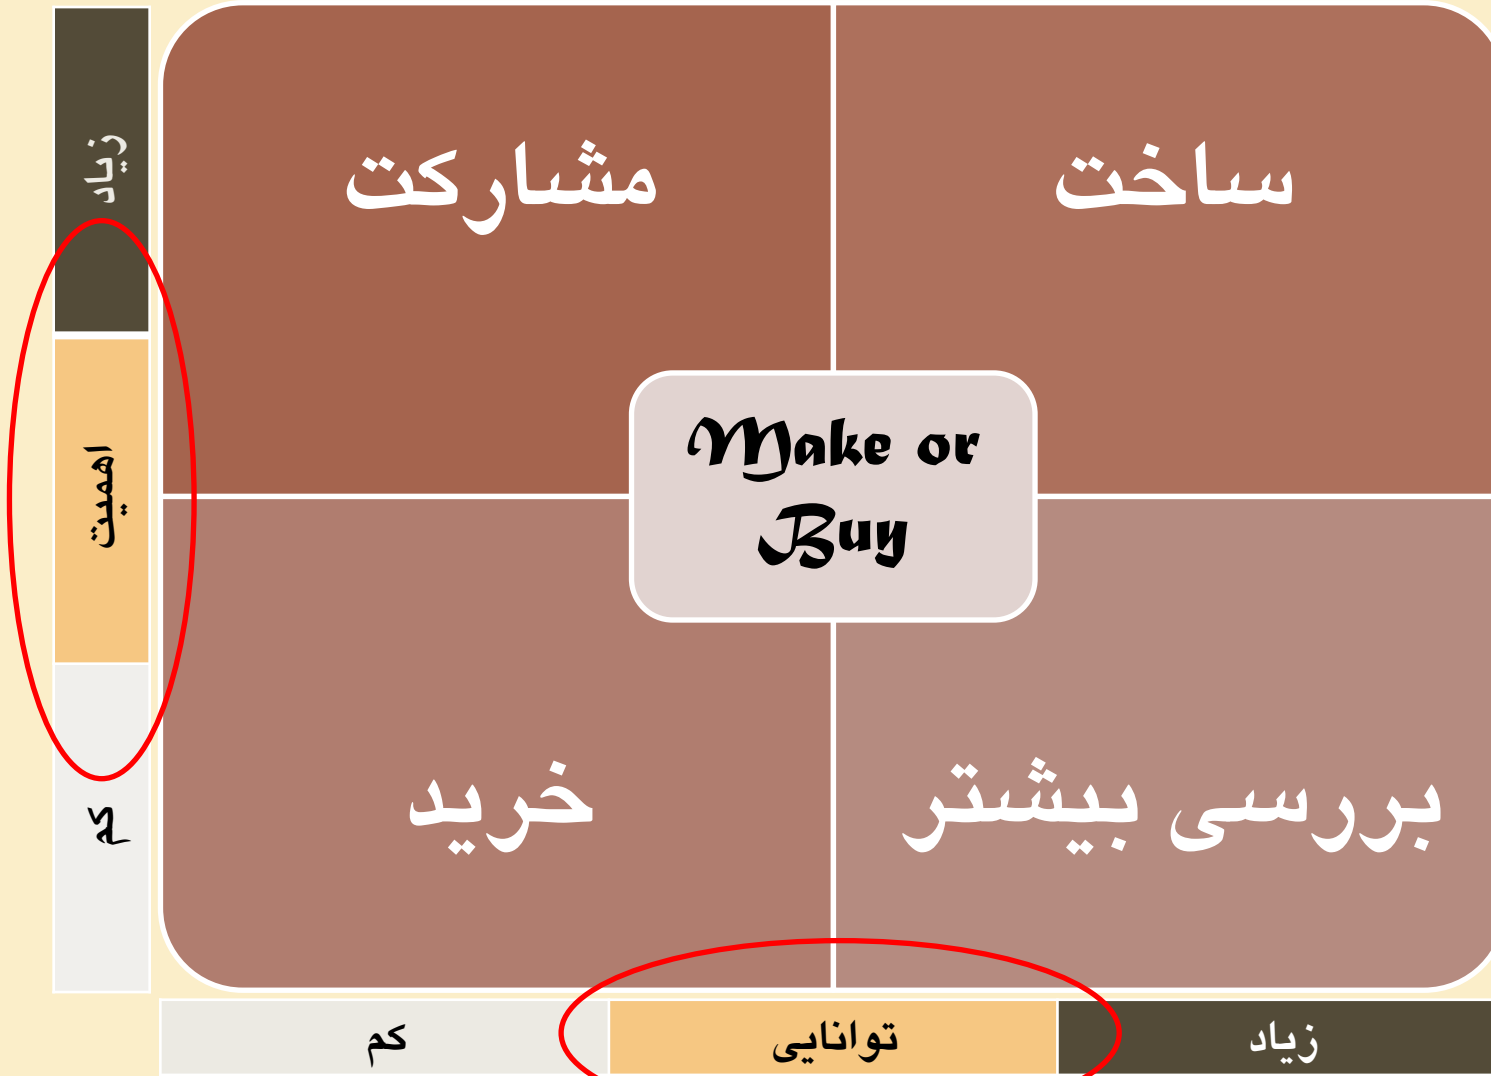 زیاد
ساخت
مشارکت
اهمیت
Make or
Buy
بررسی بیشتر
خرید
کم
زیاد
توانایی
کم